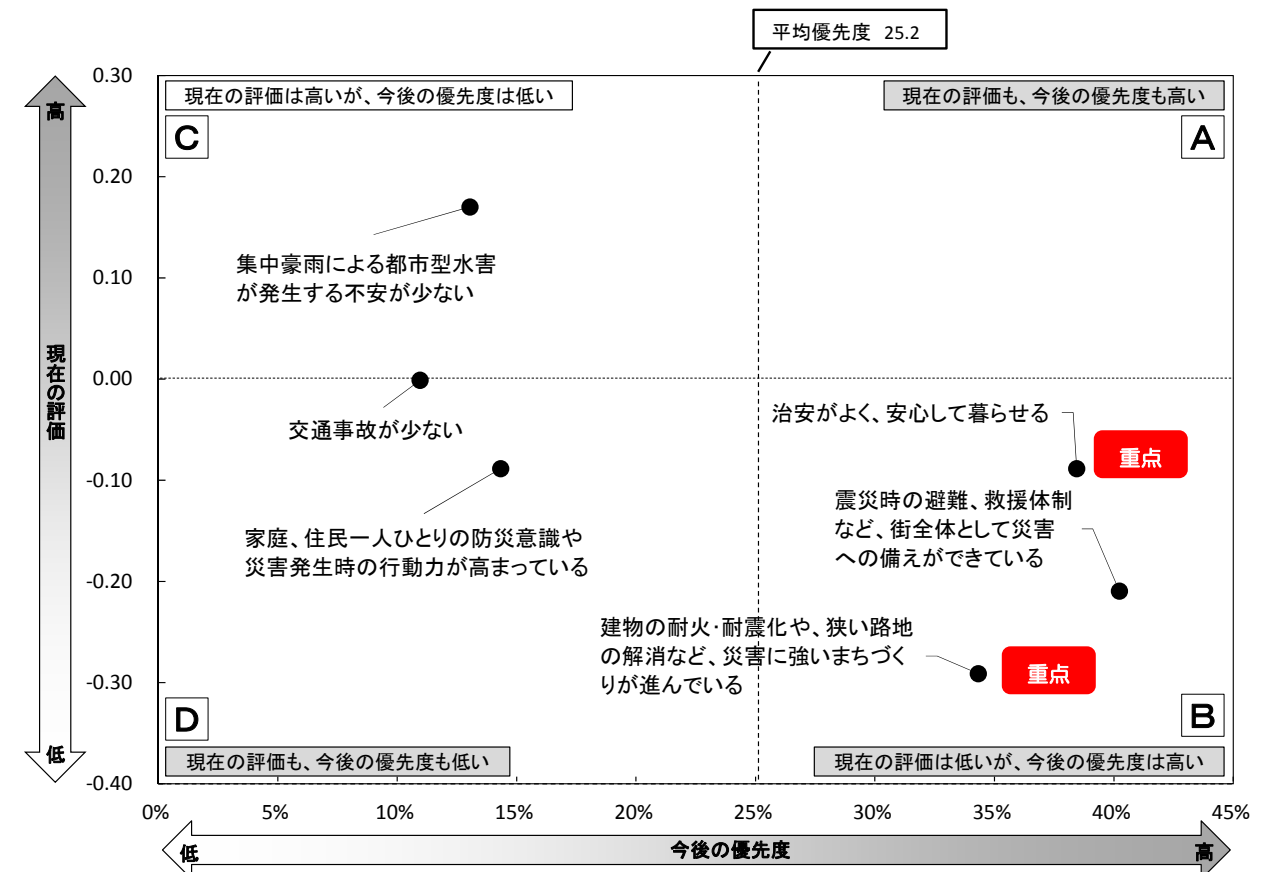 平均優先度 25.2
0.30
0.20
0.10
0.00
-0.10
-0.20
-0.30
-0.40
高
現在の評価
低
現在の評価は高いが、今後の優先度は低い
C
現在の評価も、今後の優先度も高い
A
集中豪雨による都市型水害
が発生する不安が少ない
交通事故が少ない
家庭、住民一人ひとりの防災意識や
災害発生時の行動力が高まっている
治安がよく、安心して暮らせる
重点
震災時の避難、救援体制
など、街全体として災害
への備えができている
建物の耐火・耐震化や、狭い路地
の解消など、災害に強いまちづく
りが進んでいる
重点
D
現在の評価も、今後の優先度も低い
B
現在の評価は低いが、今後の優先度は高い
0%
5%
10%
15%
20%
25%
30%
35%
40%
45%
低
今後の優先度
高